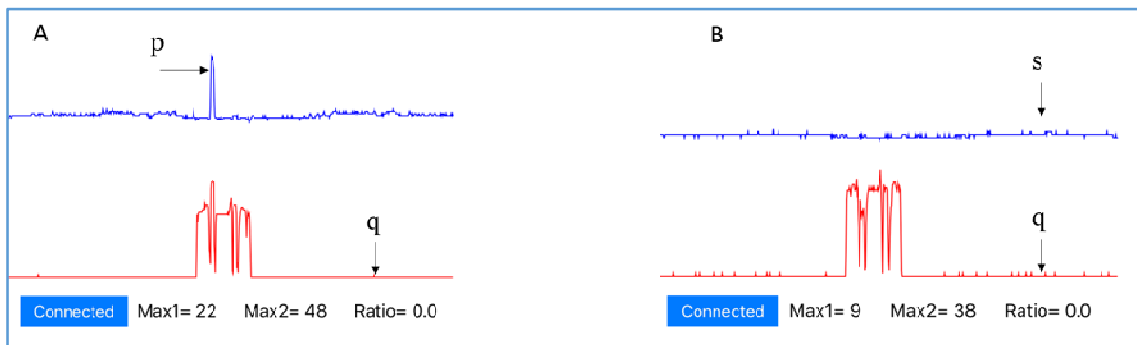 A
p
q
Connected Max1= 22 Max2= 48 Ratio= 0.0
B
s
q
Connected Max1= 9 Max2= 38 Ratio= 0.0